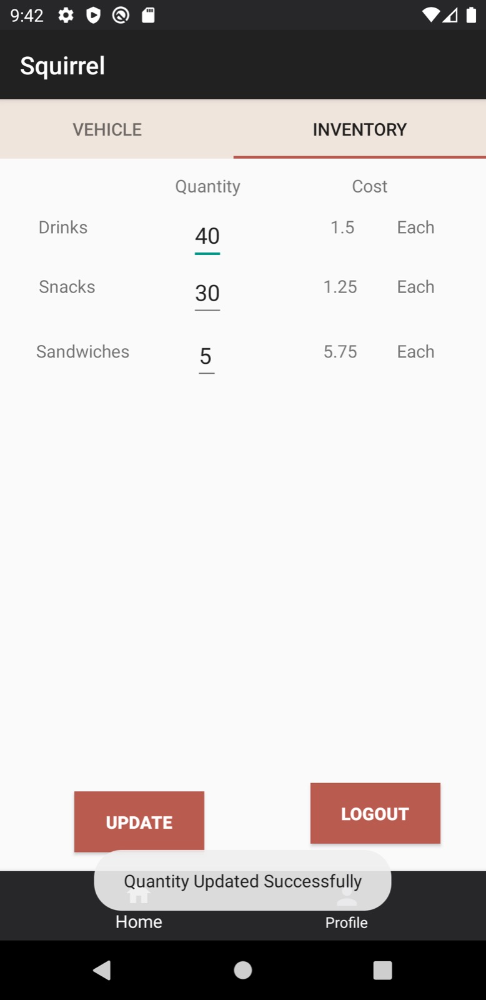 9:42
Squirrel
VEHICLE INVENTORY
Quantity Cost
Drinks 40 1.5 Each
Snacks 30 1.25 Each
Sandwiches 5 5.75 Each
UPDATE LOGOUT
Quantity Updated Successfully
Home Profile